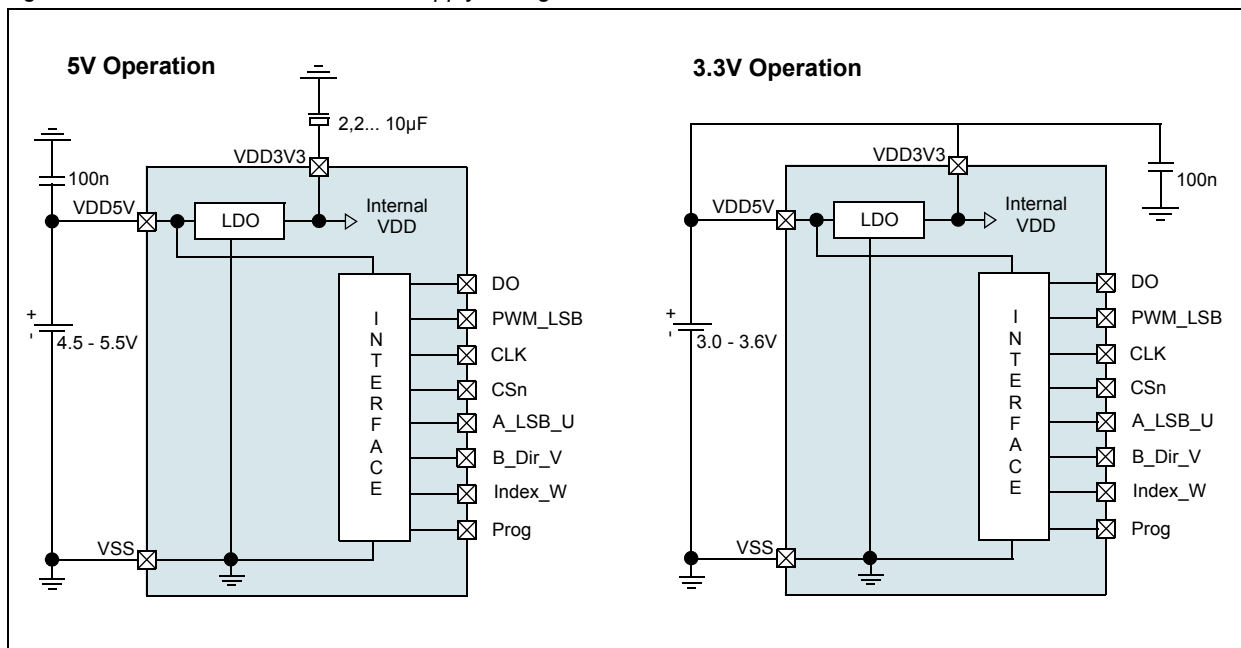 5V Operation
2,2... 10µF
VDD3V3
100n
VDD5V
LDO
Internal
VDD
+
-
4.5 - 5.5V
INTERFACE
DO
PWM_LSB
CLK
CSn
A_LSB_U
B_Dir_V
Index_W
Prog
VSS
3.3V Operation
VDD3V3
100n
VDD5V
LDO
Internal
VDD
+
-
3.0 - 3.6V
INTERFACE
DO
PWM_LSB
CLK
CSn
A_LSB_U
B_Dir_V
Index_W
Prog
VSS